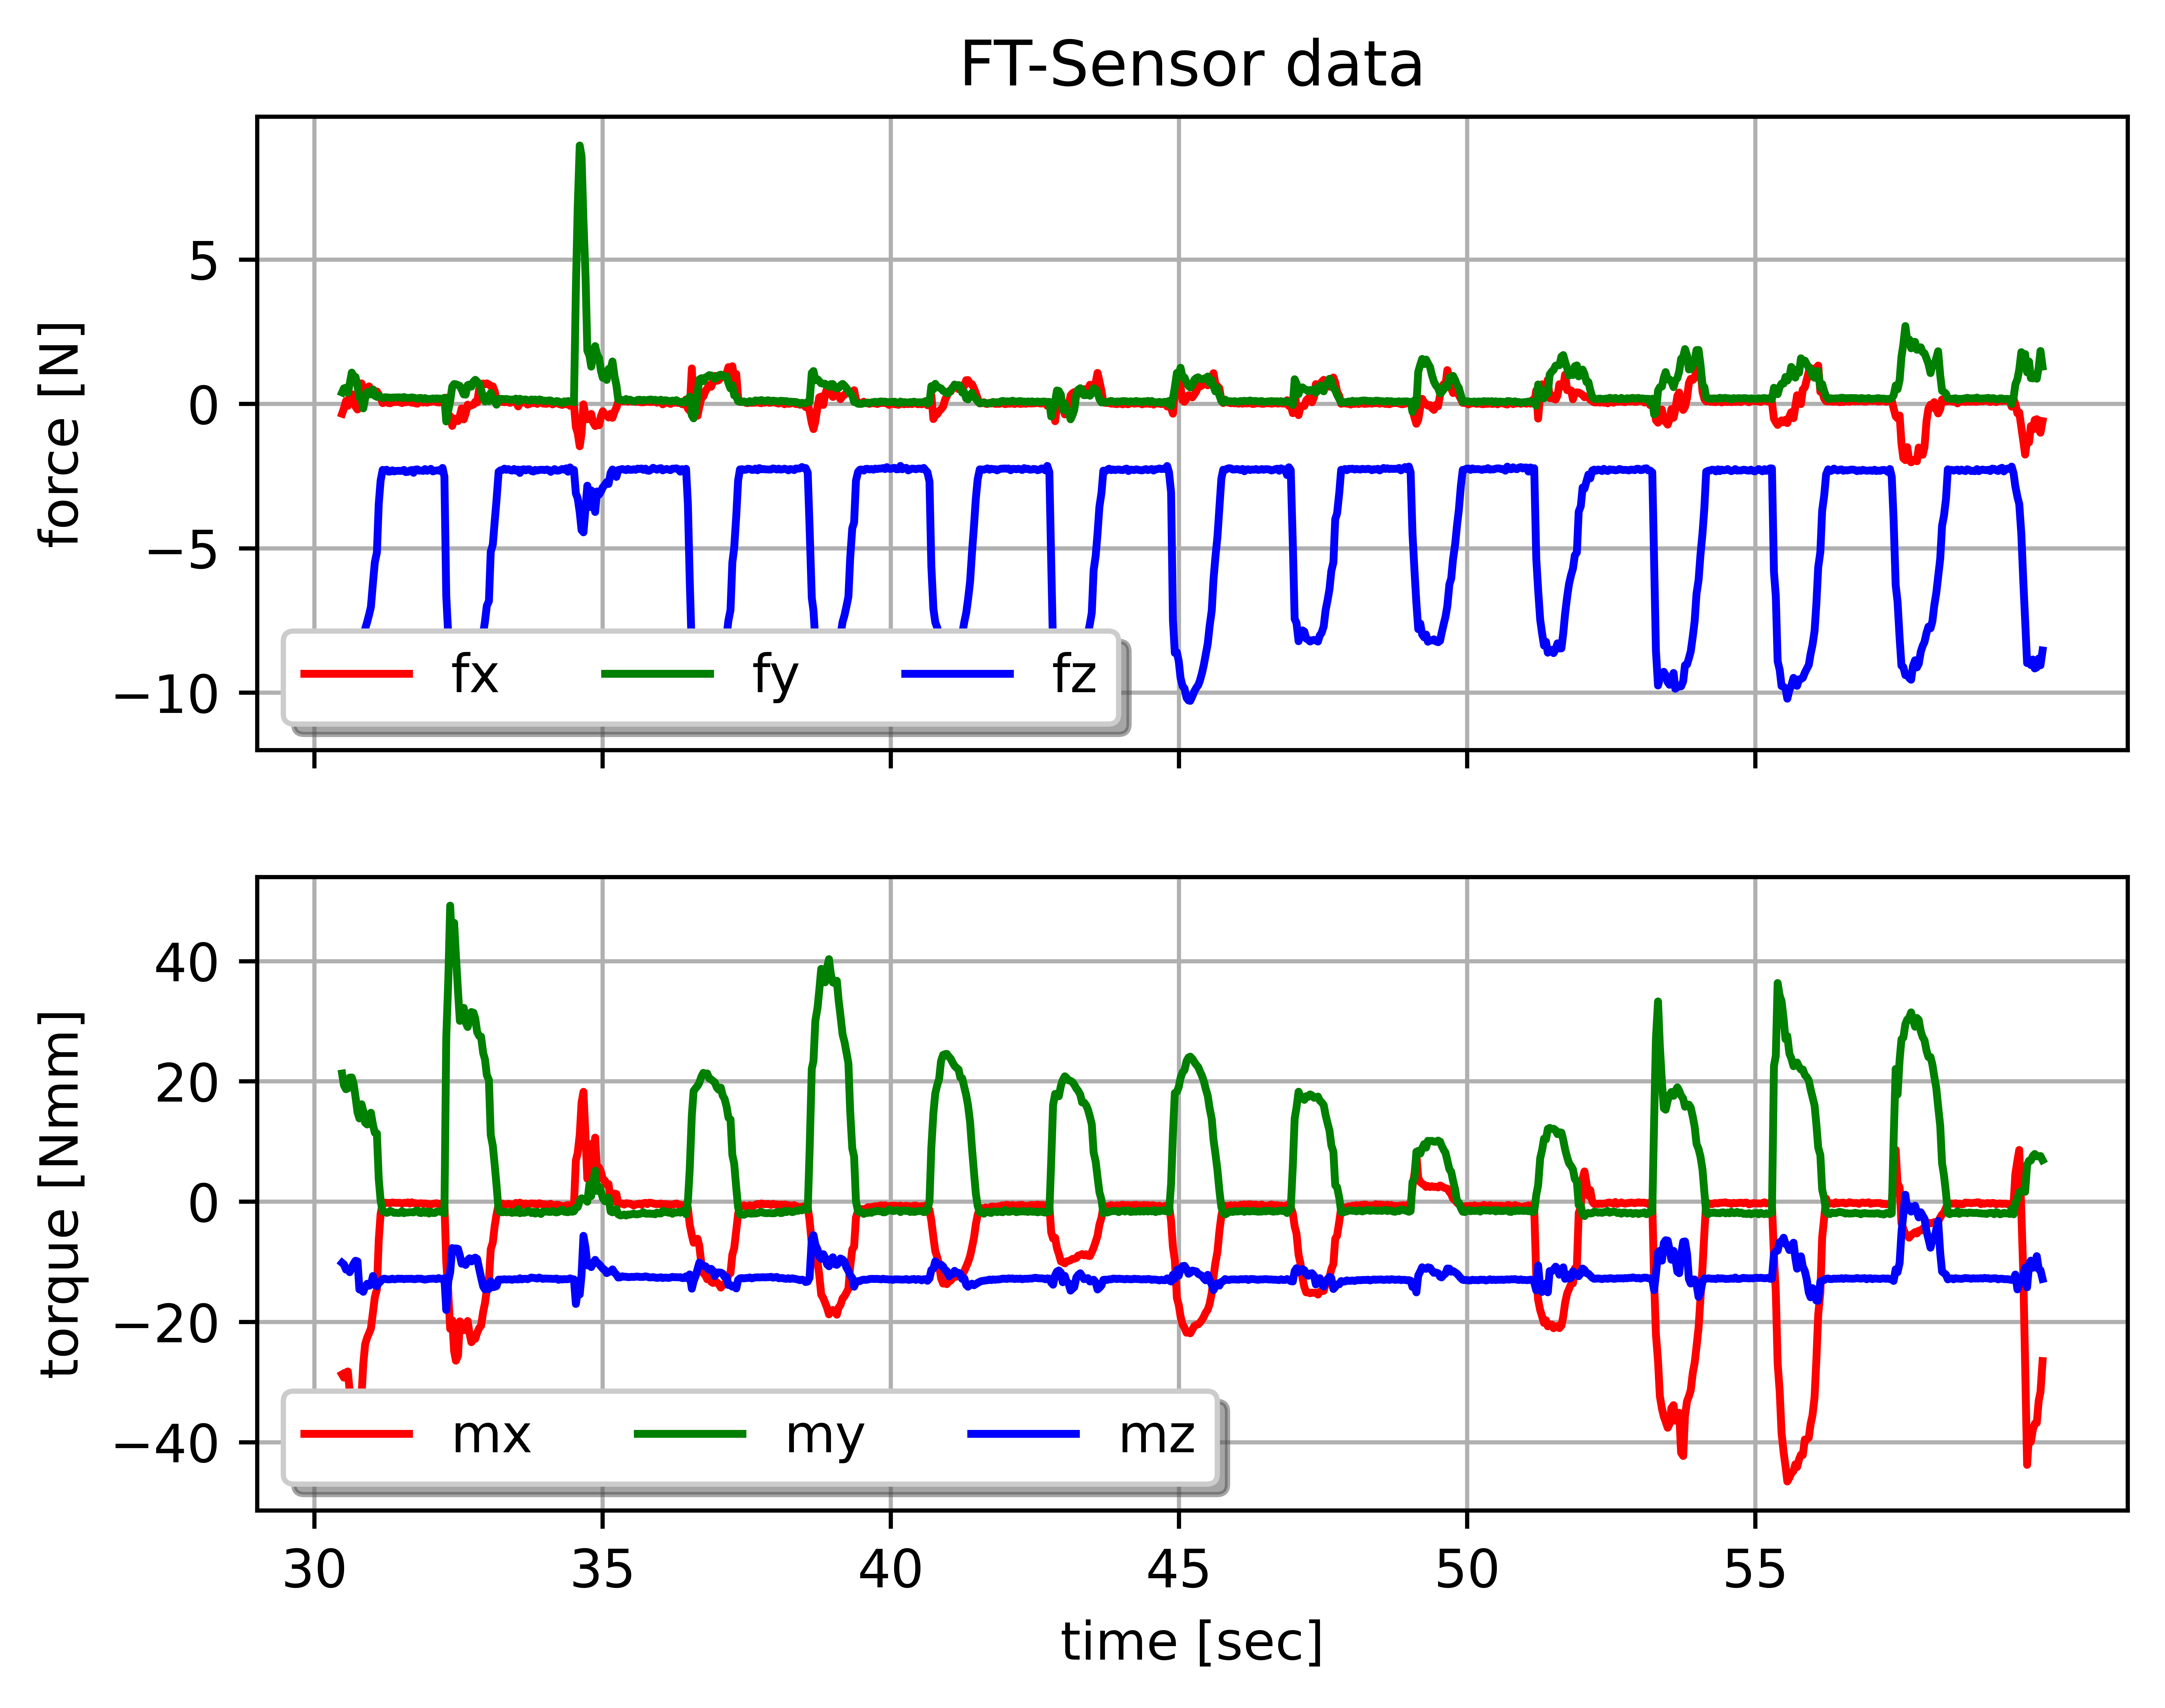 FT-Sensor data
force [N]
5
0
−5
−10
fx fy fz
torque [Nmm]
40
20
0
−20
−40
mx my mz
30 35 40 45 50 55
time [sec]